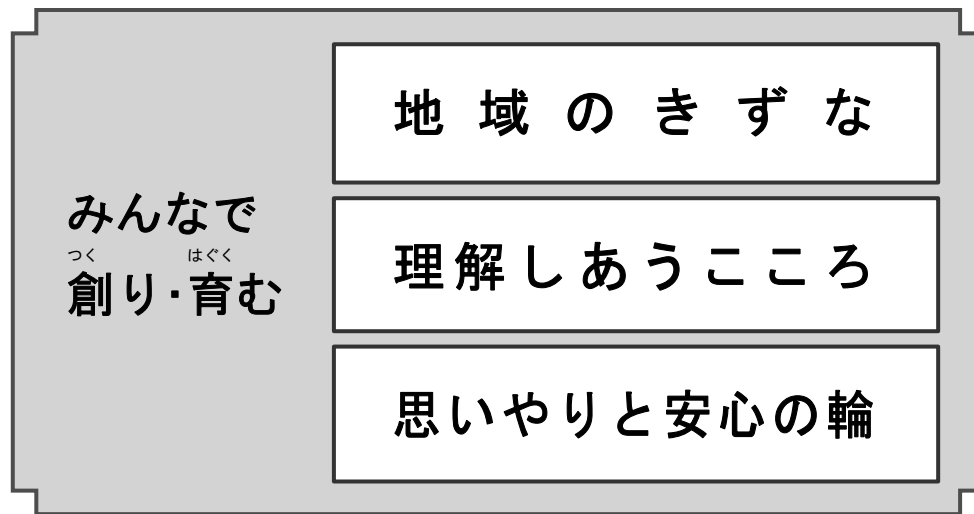 みんなで
つく はぐく
創り・育む
地域のきずな
理解しあうこころ
思いやりと安心の輪